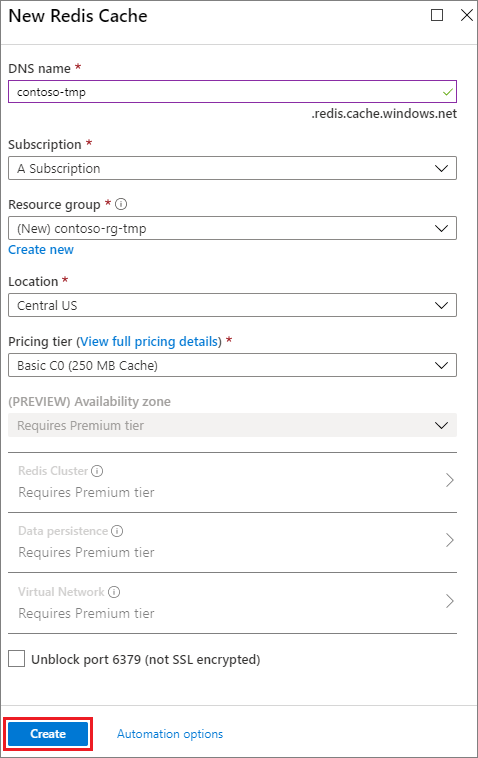 New Redis Cache
DNS name *
contoso-tmp
.redis.cache.windows.net
Subscription *
A Subscription
Resource group *
(New) contoso-rg-tmp
Create new
Location *
Central US
Pricing tier (View full pricing details) *
Basic C0 (250 MB Cache)
(PREVIEW) Availability zone
Requires Premium tier
Redis Cluster
Requires Premium tier
Data persistence
Requires Premium tier
Virtual Network
Requires Premium tier
Unblock port 6379 (not SSL encrypted)
Create Automation options